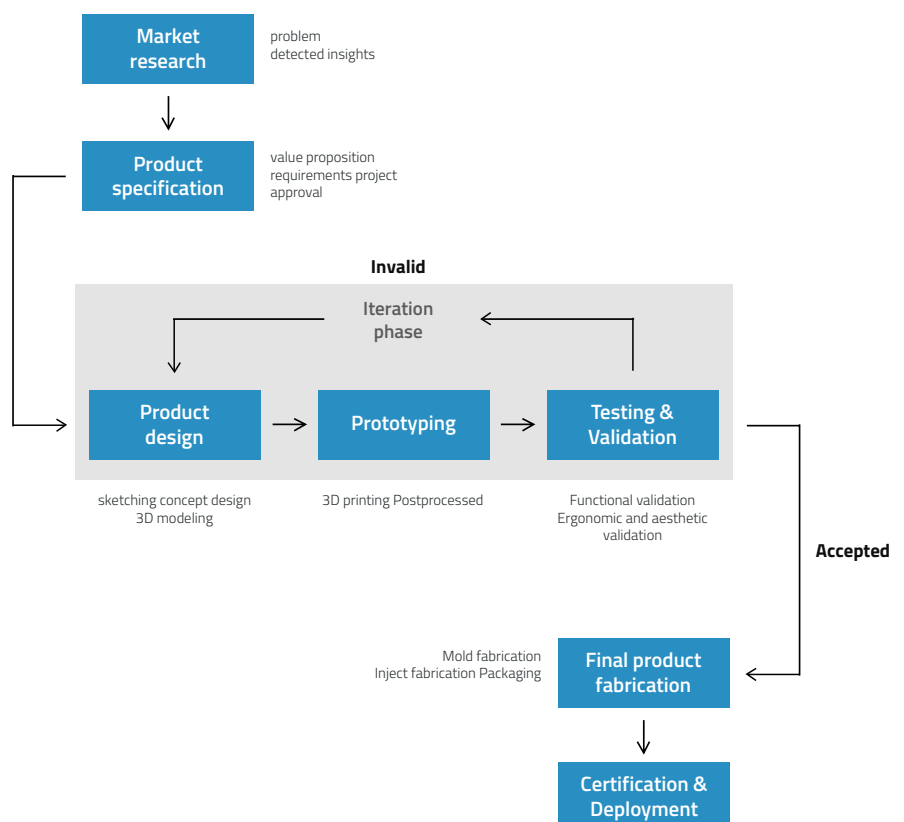 Market
research
problem
detected insights
Product
specification
value proposition
requirements project
approval
Invalid
Iteration
phase
Product
design
Prototyping
Testing &
Validation
sketching concept design
3D modeling
3D printing Postprocessed
Functional validation
Ergonomic and aesthetic
validation
Accepted
Mold fabrication
Inject fabrication Packaging
Final product
fabrication
Certification &
Deployment